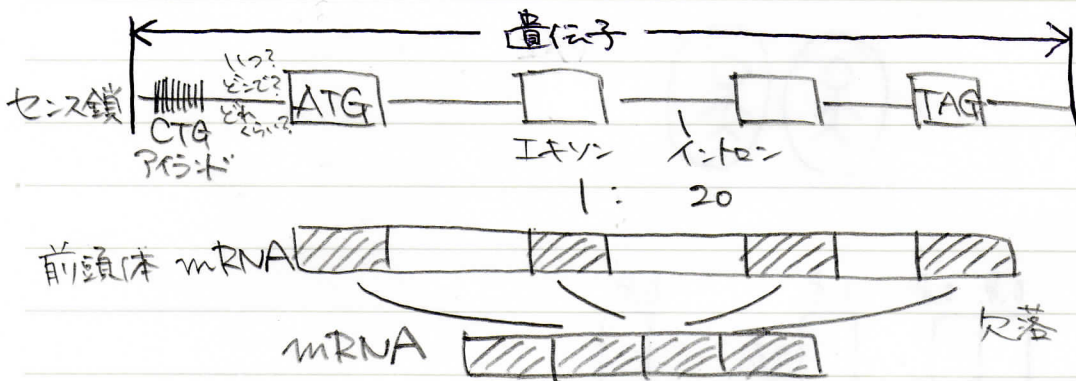 遺伝子
いつ?
どこで?
どれくらい?
センス鎖
ATG
TAG
CTG
アイランド
エキソン イントロン
1 : 20
前頭体 mRNA
欠落
mRNA